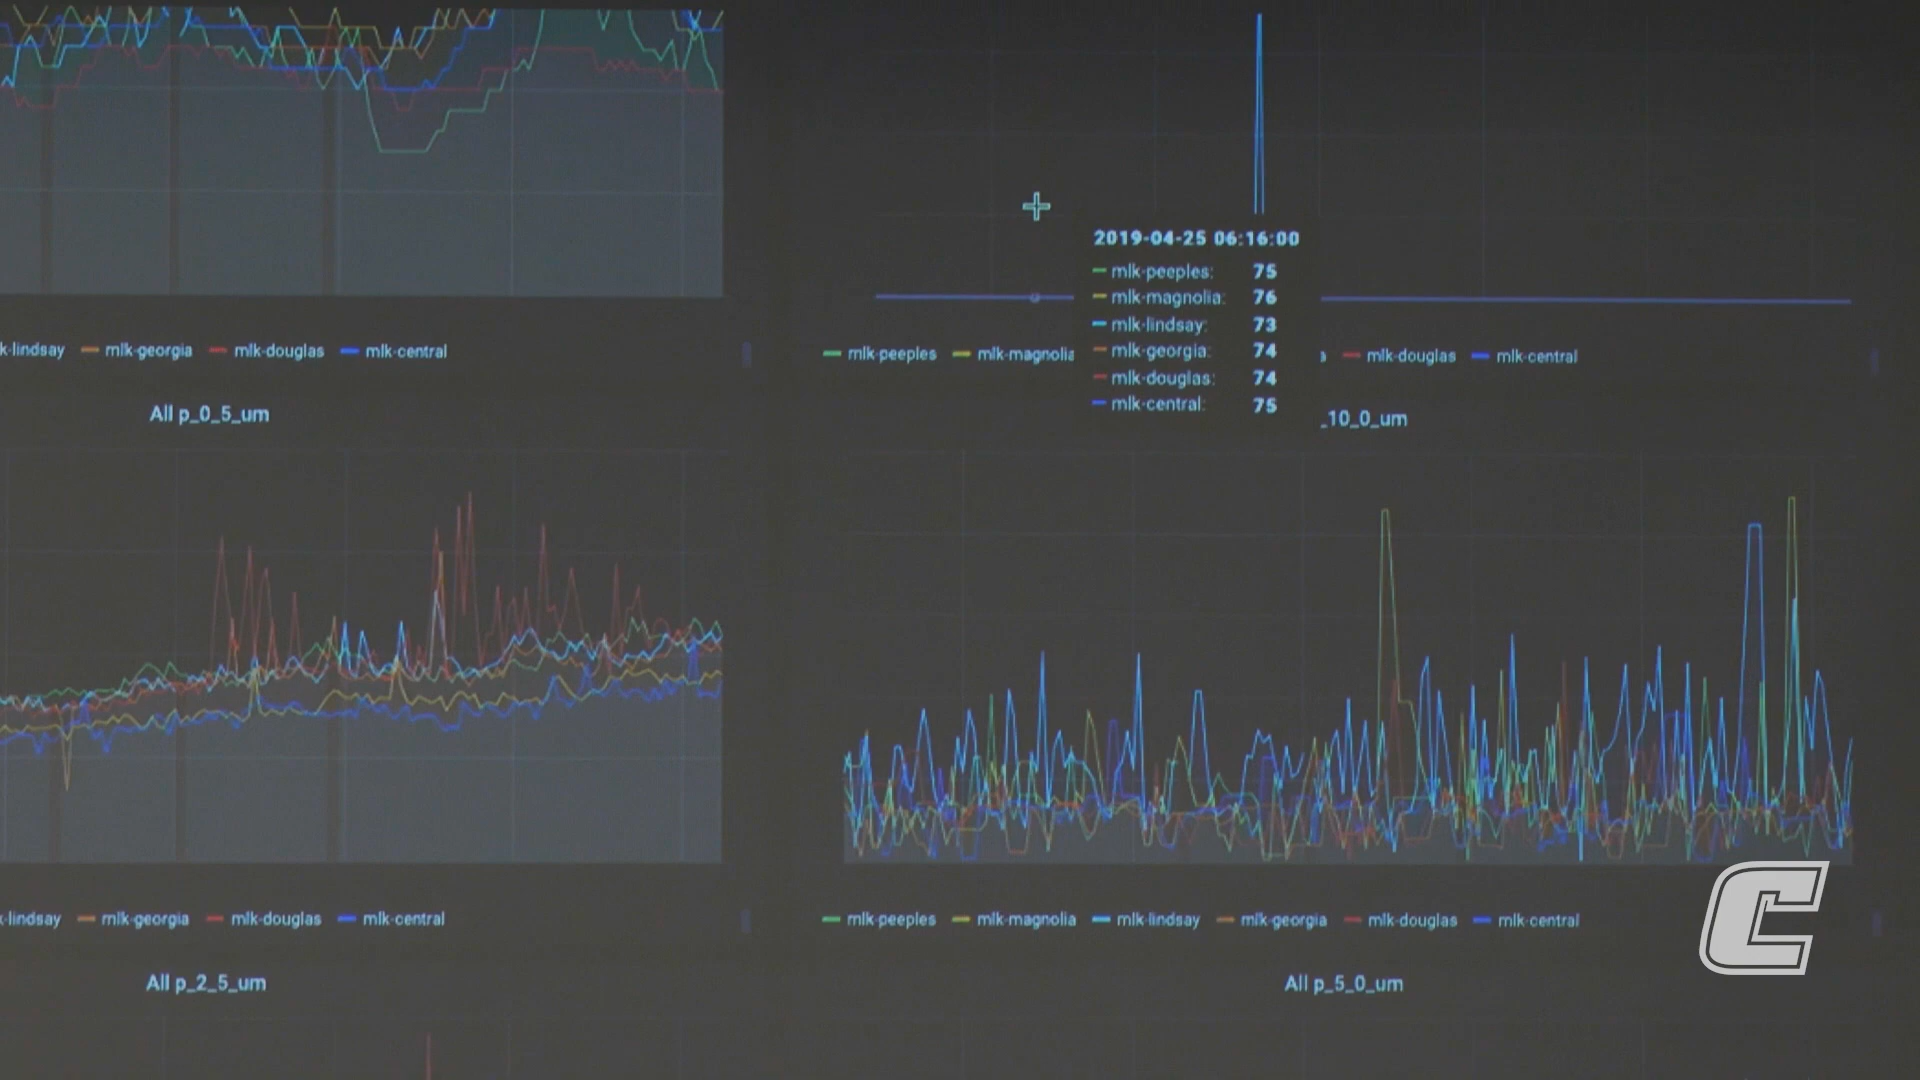 2019-04-25 06:16:00
mlk-peeples: 75
mlk-magnolia: 76
mlk-lindsay: 73
mlk-georgia: 74
mlk-douglas: 74
mlk-central: 75
k-lindsay mlk-georgia mlk-douglas mlk-central
mlk-peeples mlk-magnolia mlk-douglas mlk-central
All p_0_5_um
_10_0_um
-lindsay mlk-georgia mlk-douglas mlk-central
mlk-peeples mlk-magnolia mlk-lindsay mlk-georgia mlk-douglas mlk-central
All p_2_5_um
All p_5_0_um
C